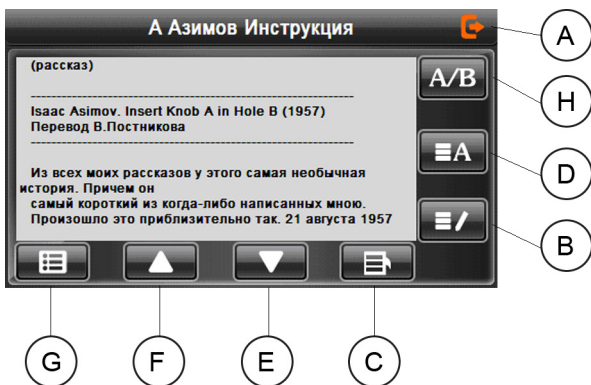 А Азимов Инструкция
A
(рассказ)
A/B
H
------------------------------------------------------------
Isaac Asimov. Insert Knob A in Hole B (1957)
Перевод В.Постникова
------------------------------------------------------------
A
D
Из всех моих рассказов у этого самая необычная
история. Причем он
самый короткий из когда-либо написанных мною.
Произошло это приблизительно так. 21 августа 1957
B
G
F
E
C